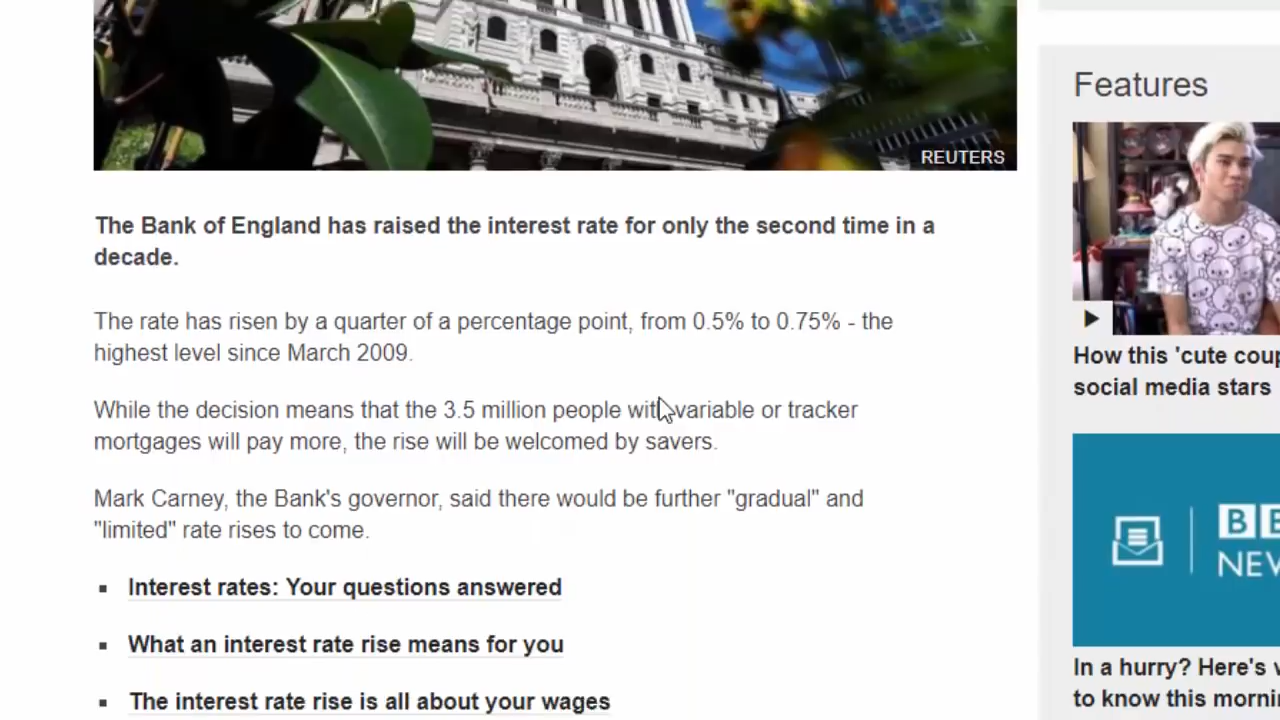 REUTERS
The Bank of England has raised the interest rate for only the second time in a
decade.
The rate has risen by a quarter of a percentage point, from 0.5% to 0.75% - the
highest level since March 2009.
While the decision means that the 3.5 million people with variable or tracker
mortgages will pay more, the rise will be welcomed by savers.
Mark Carney, the Bank's governor, said there would be further "gradual" and
"limited" rate rises to come.
Interest rates: Your questions answered
What an interest rate rise means for you
The interest rate rise is all about your wages
Features
How this 'cute
social media stars
In a hurry? Here's
to know this